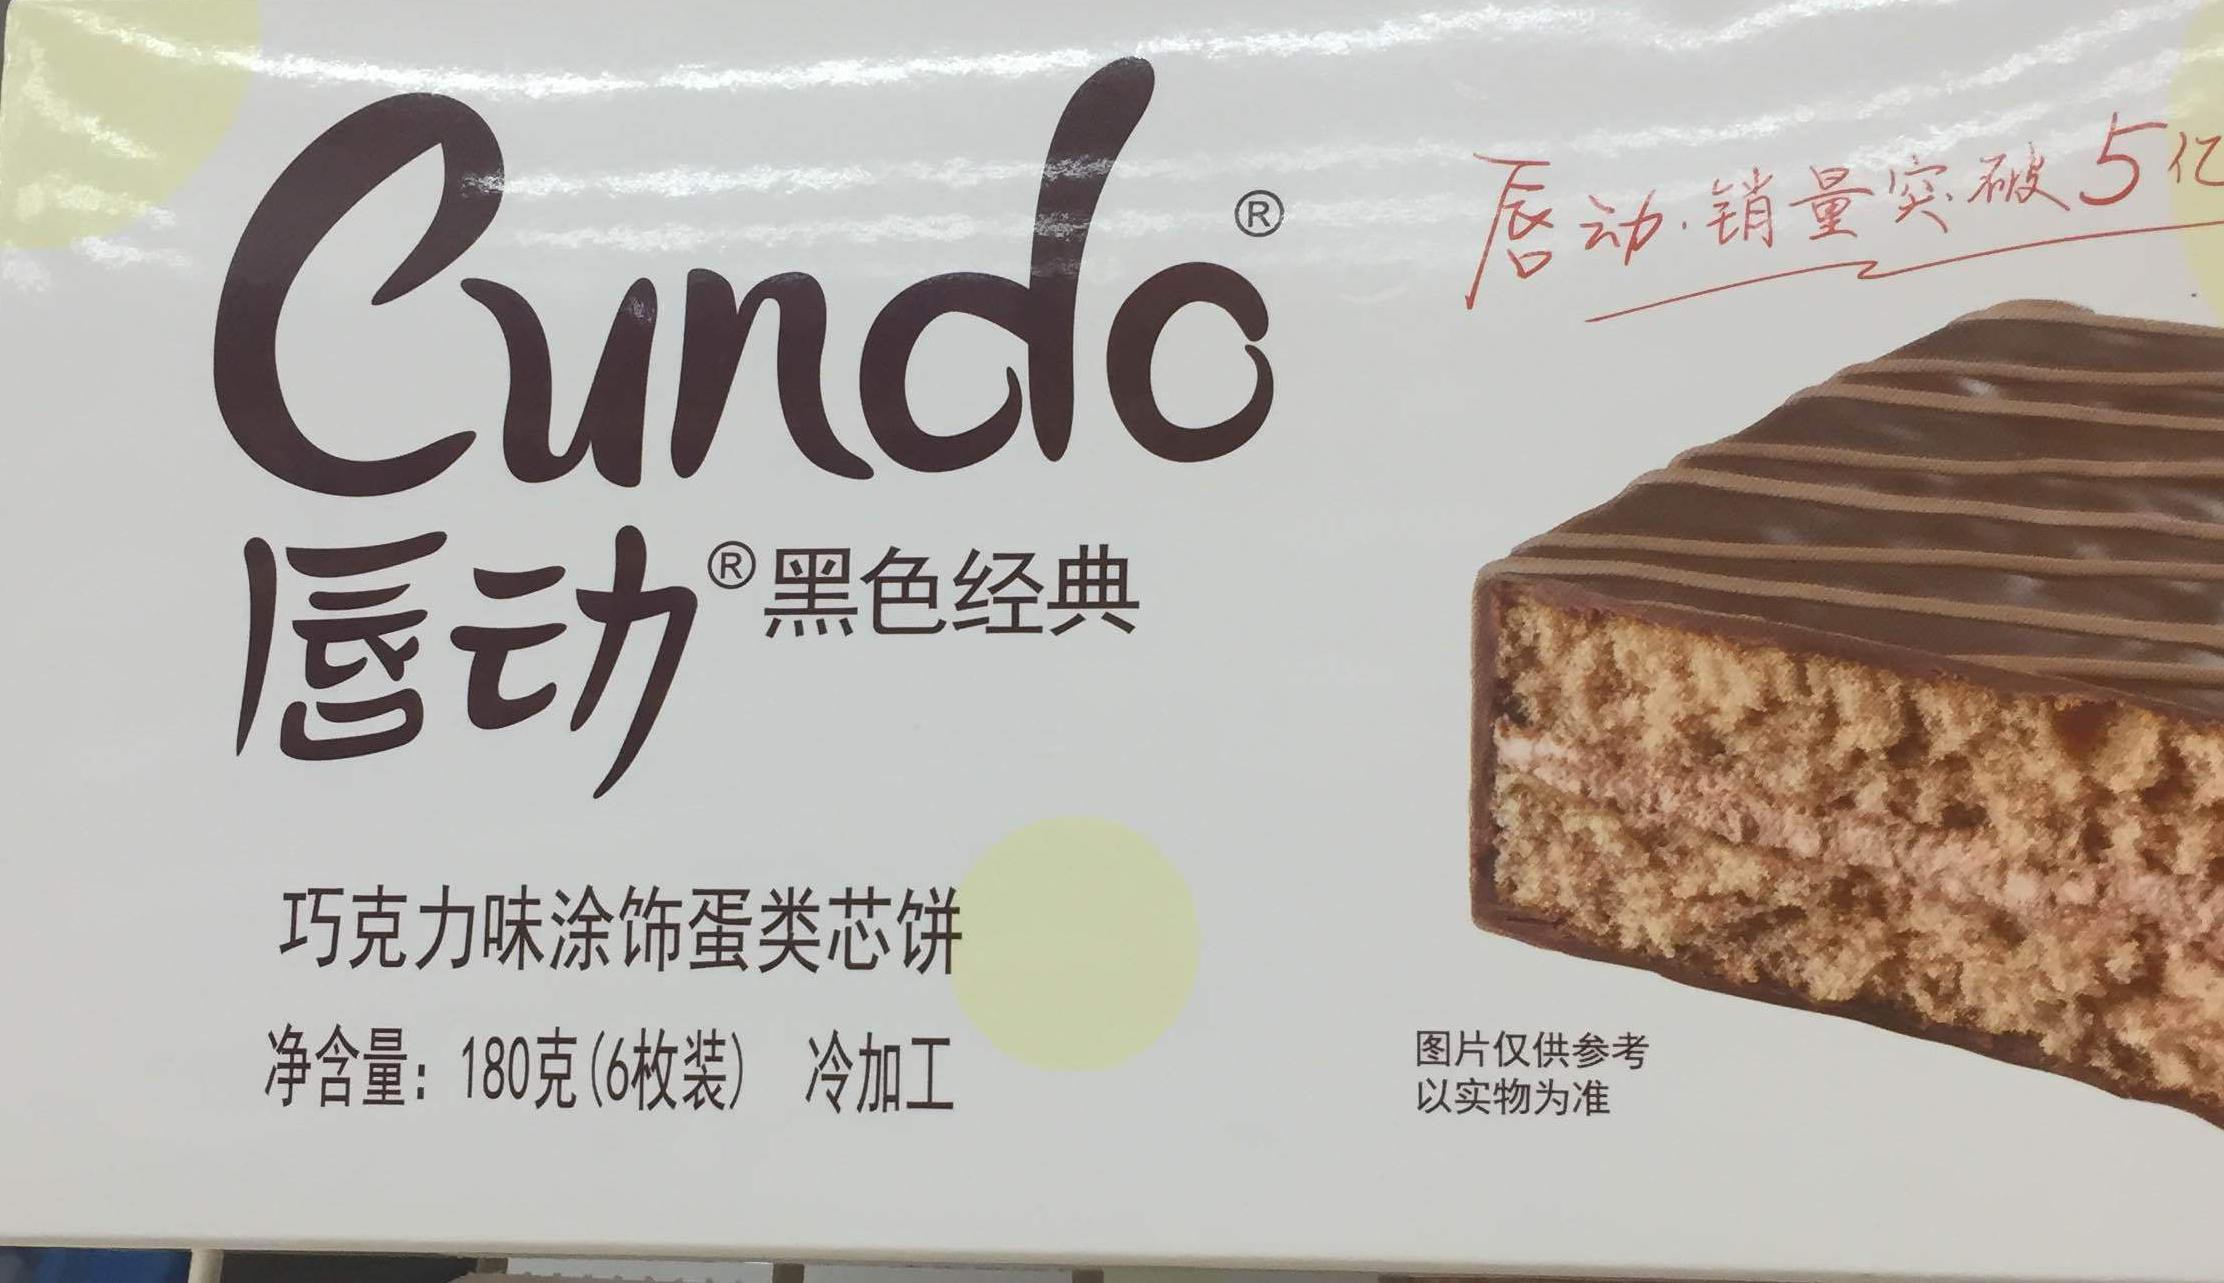 Cundo®
唇动·销量突破5亿
唇动®黑色经典
巧克力味涂饰蛋类芯饼
净含量：180克(6枚装) 冷加工
图片仅供参考
以实物为准